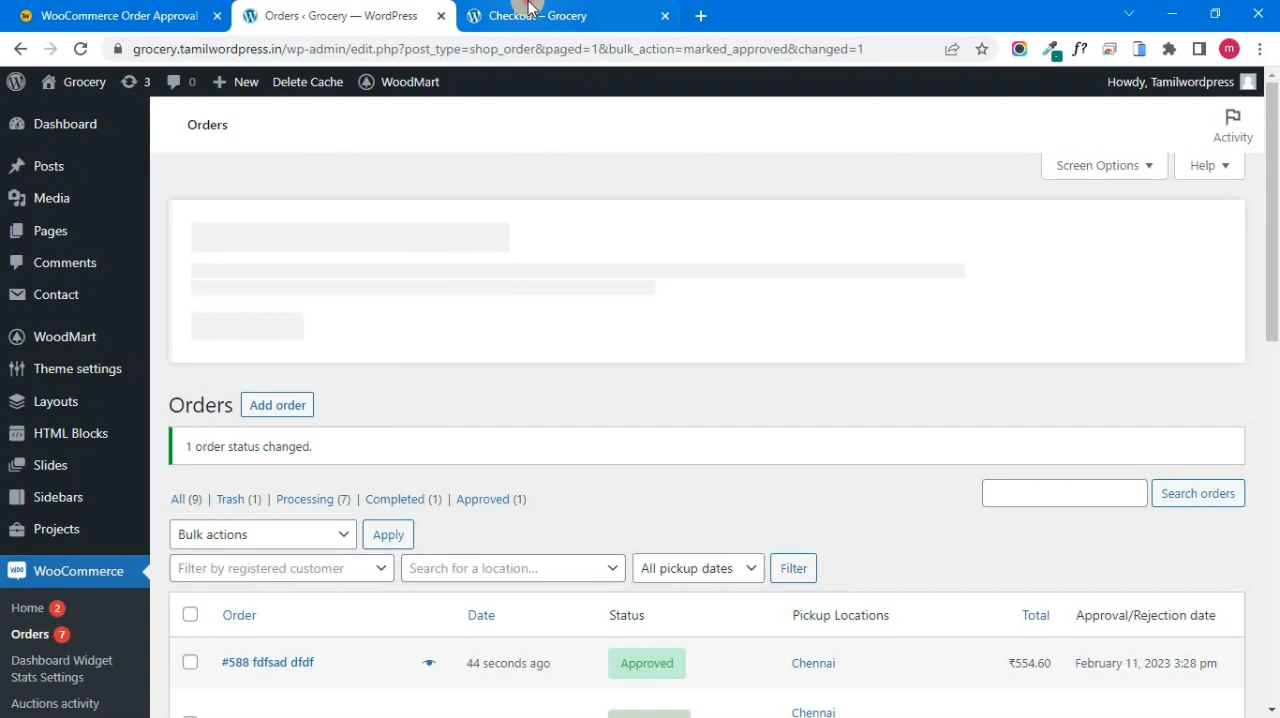 WooCommerce Order Approval
Orders ‹ Grocery — WordPress
Checkout – Grocery
grocery.tamilwordpress.in/wp-admin/edit.php?post_type=shop_order&paged=1&bulk_action=marked_approved&changed=1
f?
m
Grocery 3 0 New Delete Cache WoodMart Howdy, Tamilwordpress
Dashboard
Posts
Media
Pages
Comments
Contact
WoodMart
Theme settings
Layouts
HTML Blocks
Slides
Sidebars
Projects
WooCommerce
Home 2
Orders 7
Dashboard Widget
Stats Settings
Auctions activity
Orders
Activity
Screen Options Help
Orders Add order
1 order status changed.
All (9) | Trash (1) | Processing (7) | Completed (1) | Approved (1)
Search orders
Bulk actions Apply
Filter by registered customer Search for a location... All pickup dates Filter
Order Date Status Pickup Locations Total Approval/Rejection date
#588 fdfsad dfdf 44 seconds ago Approved Chennai ₹554.60 February 11, 2023 3:28 pm
Chennai